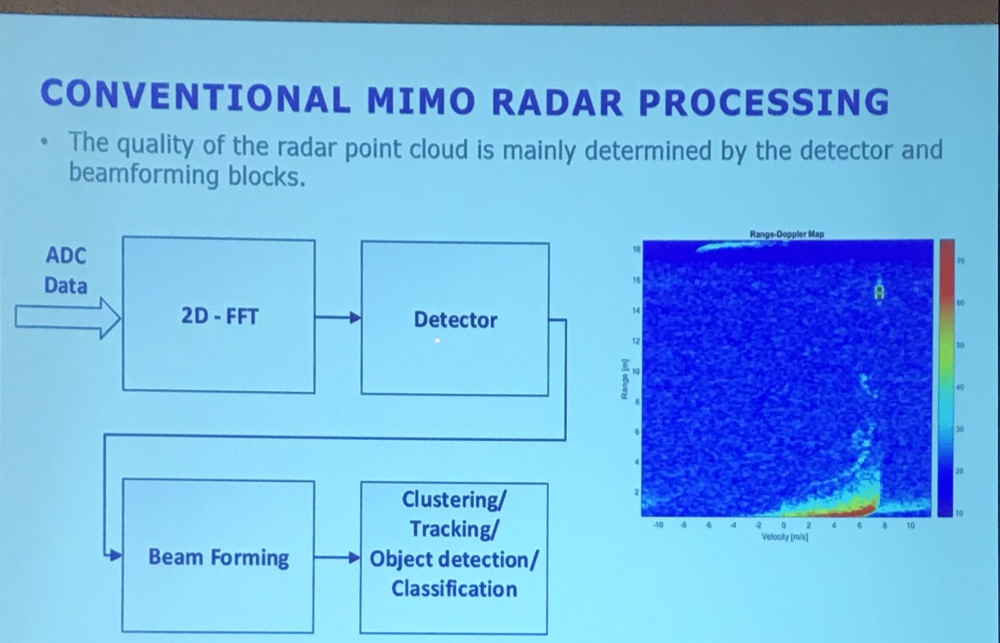 CONVENTIONAL MIMO RADAR PROCESSING
• The quality of the radar point cloud is mainly determined by the detector and
beamforming blocks.
ADC
Data
2D - FFT
Detector
Beam Forming
Clustering/
Tracking/
Object detection/
Classification
Range-Doppler Map
Range [m]
18
16
14
12
10
8
6
4
2
-10 -8 -6 -4 -2 0 2 4 6 8 10
Velocity [m/s]
70
60
50
40
30
20
10